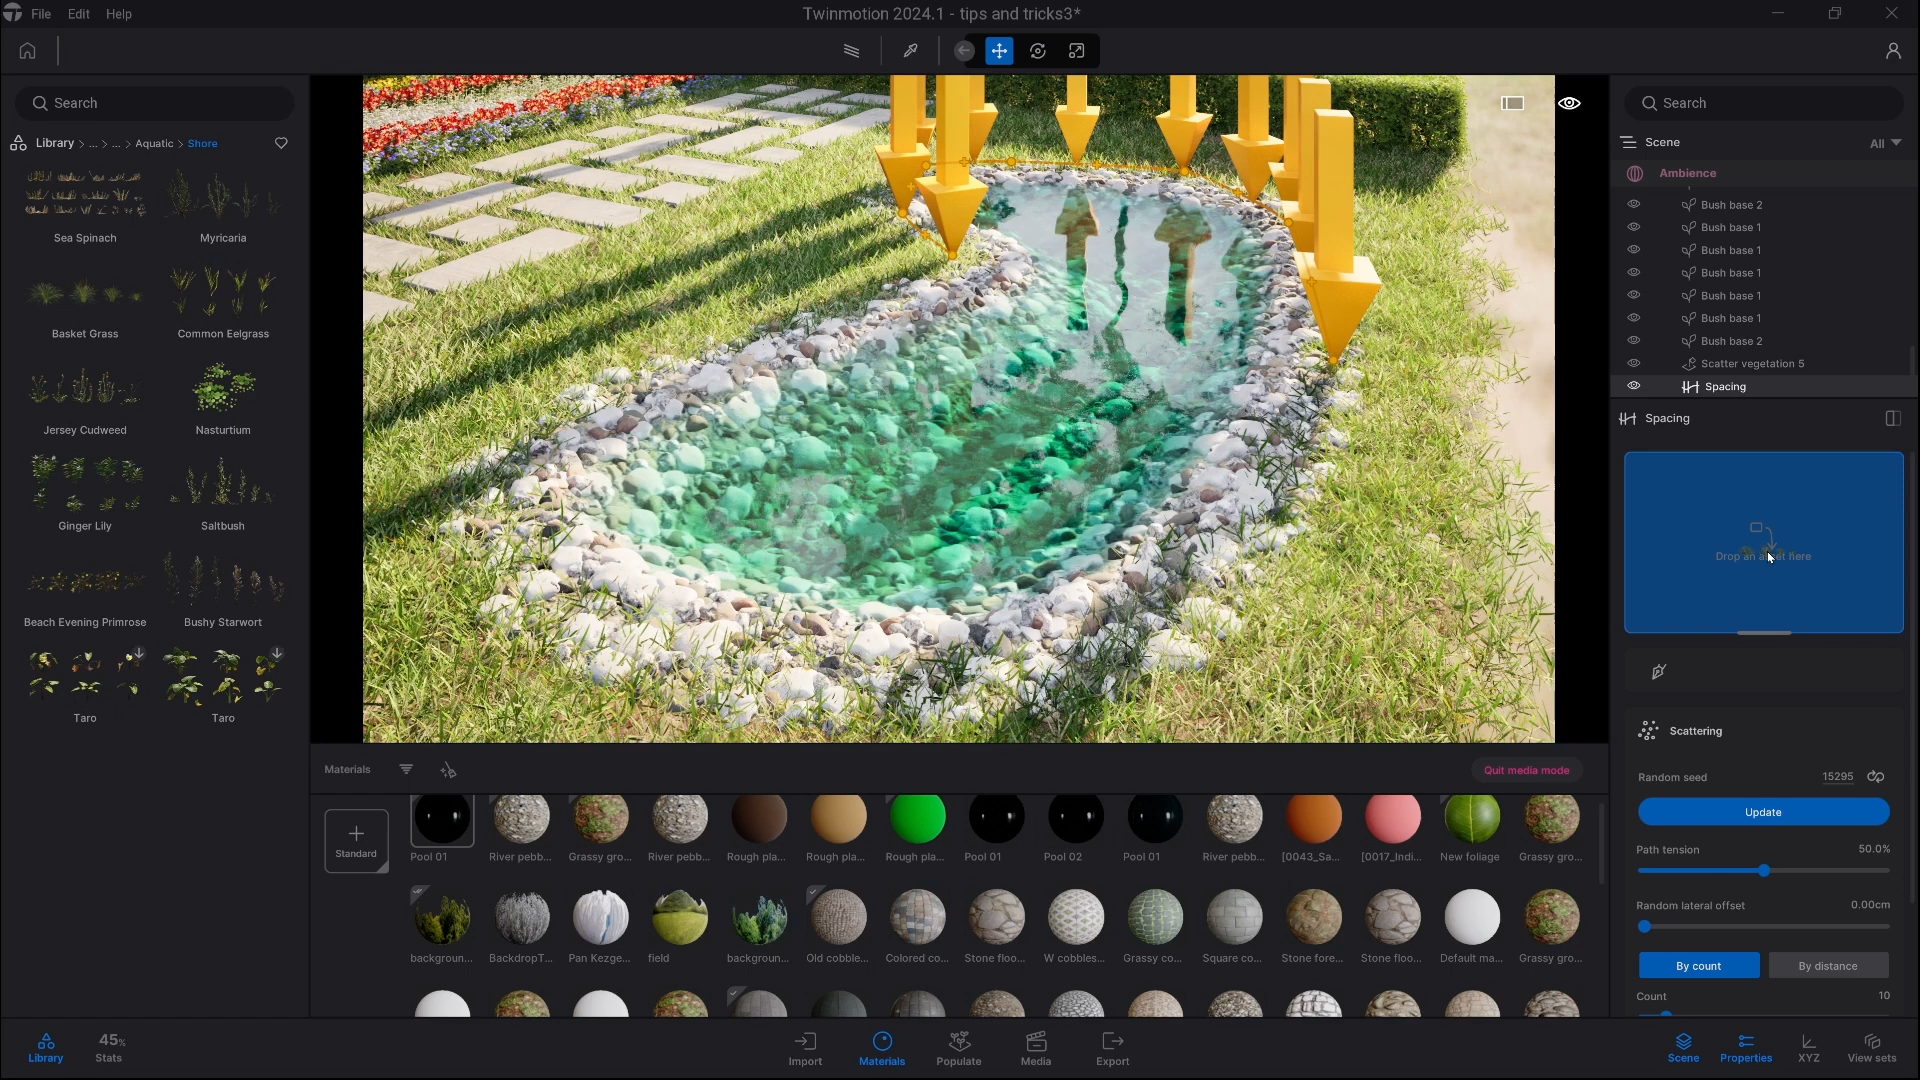 File Edit Help
Twinmotion 2024.1 - tips and tricks3*
Search
Library > ... > ... > Aquatic > Shore
Sea Spinach
Myricaria
Basket Grass
Common Eelgrass
Jersey Cudweed
Nasturtium
Ginger Lily
Saltbush
Beach Evening Primrose
Bushy Starwort
Taro
Taro
Materials
Quit media mode
Standard
Pool 01
River pebb...
Grassy gro...
River pebb...
Rough pla...
Rough pla...
Rough pla...
Pool 01
Pool 02
Pool 01
River pebb...
[0043_Sa...
[0017_Indi...
New foliage
Grassy gro...
backgroun...
BackdropT...
Pan Kezge...
field
backgroun...
Old cobble...
Colored co...
Stone floo...
W cobbles...
Grassy co...
Square co...
Stone fore...
Stone floo...
Default ma...
Grassy gro...
Search
Scene
All
Ambience
Bush base 2
Bush base 1
Bush base 1
Bush base 1
Bush base 1
Bush base 1
Bush base 2
Scatter vegetation 5
Spacing
Spacing
Drop an asset here
Scattering
Random seed 15295
Update
Path tension 50.0%
Random lateral offset 0.00cm
By count
By distance
Count 10
Library
45%
Stats
Import
Materials
Populate
Media
Export
Scene
Properties
XYZ
View sets